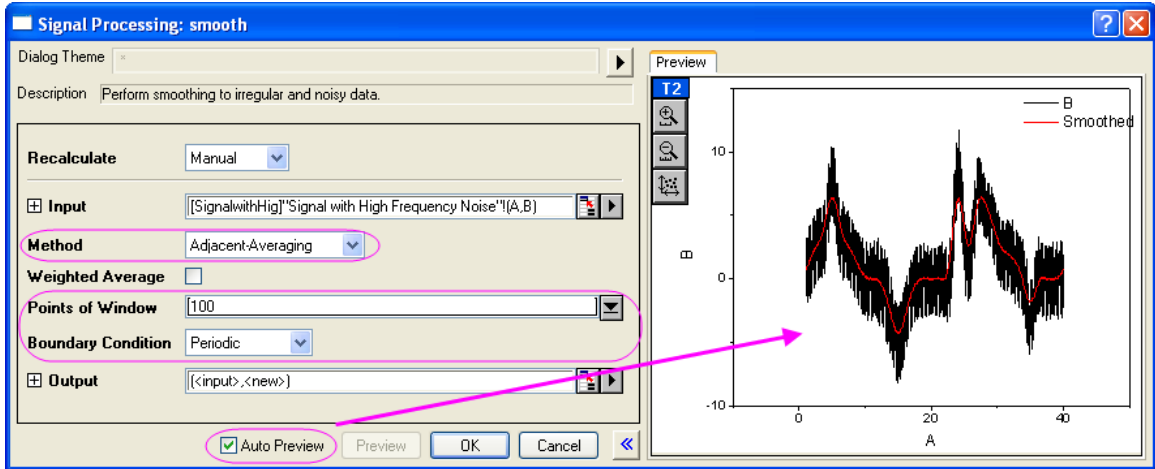 Signal Processing: smooth
Dialog Theme *
Description Perform smoothing to irregular and noisy data.
Recalculate Manual
Input [SignalwithHig]"Signal with High Frequency Noise"!(A,B)
Method Adjacent-Averaging
Weighted Average
Points of Window 100
Boundary Condition Periodic
Output (<input>,<new>)
Auto Preview Preview OK Cancel
Preview
T2
B
Smoothed
10
0
-10
B
0 20 40
A